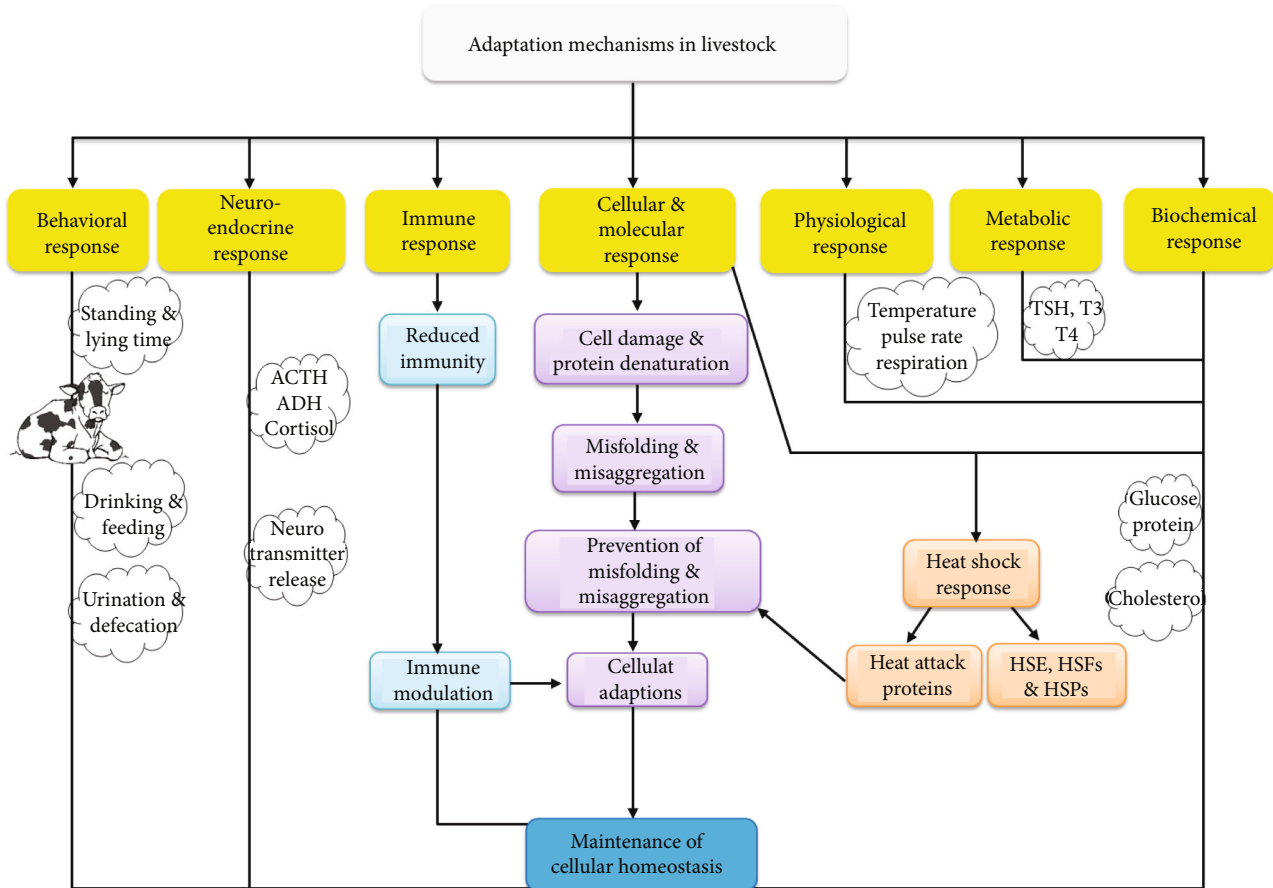 Adaptation mechanisms in livestock
Behavioral
response
Neuro-
endocrine
response
Immune
response
Cellular &
molecular
response
Physiological
response
Metabolic
response
Biochemical
response
Standing &
lying time
Drinking &
feeding
Urination &
defecation
ACTH
ADH
Cortisol
Neuro
transmitter
release
Reduced
immunity
Immune
modulation
Cell damage &
protein denaturation
Misfolding &
misaggregation
Prevention of
misfolding &
misaggregation
Cellulat
adaptions
Temperature
pulse rate
respiration
TSH, T3
T4
Glucose
protein
Cholesterol
Heat shock
response
Heat attack
proteins
HSE, HSFs
& HSPs
Maintenance of
cellular homeostasis